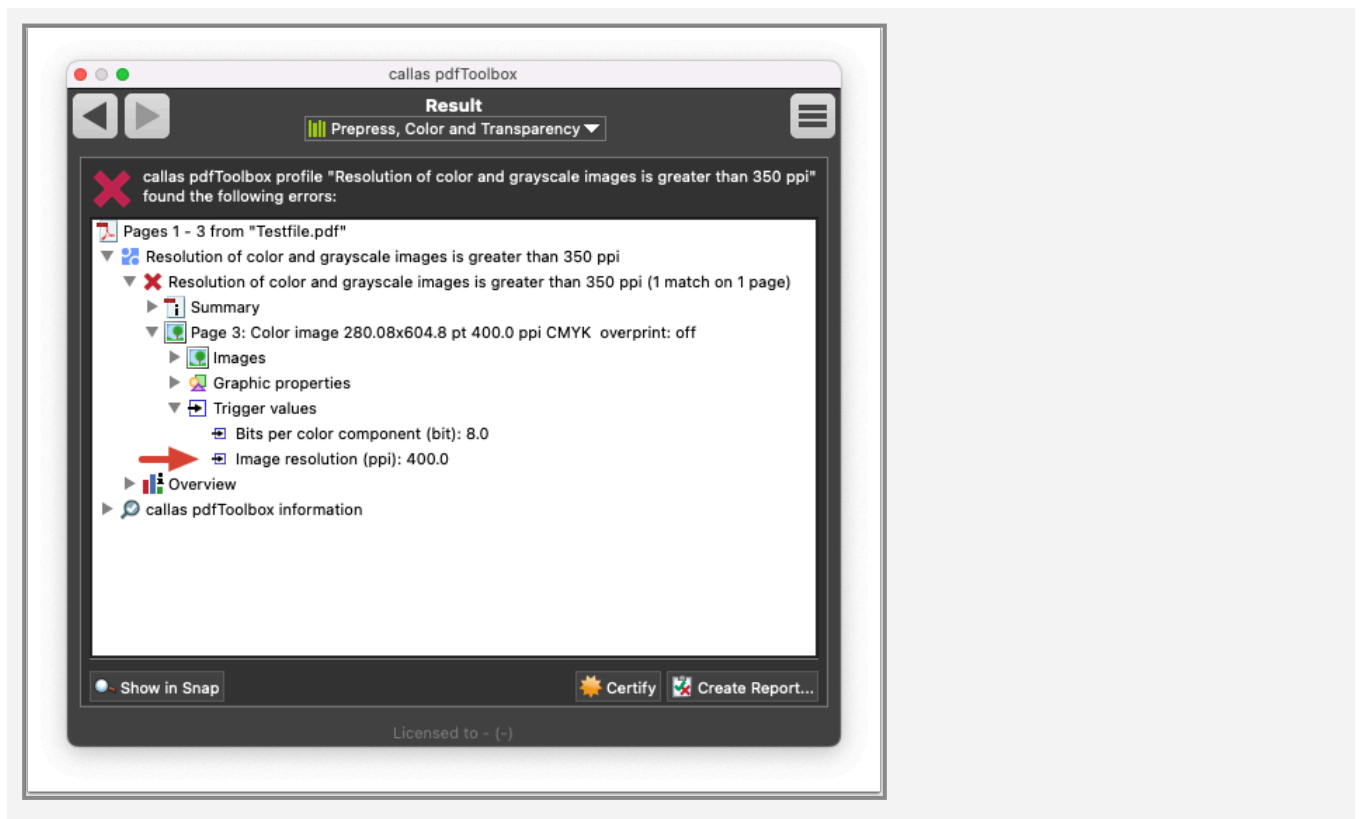 callas pdfToolbox
Result
Prepress, Color and Transparency
callas pdfToolbox profile "Resolution of color and grayscale images is greater than 350 ppi"
found the following errors:
Pages 1 - 3 from "Testfile.pdf"
Resolution of color and grayscale images is greater than 350 ppi
Resolution of color and grayscale images is greater than 350 ppi (1 match on 1 page)
Summary
Page 3: Color image 280.08x604.8 pt 400.0 ppi CMYK  overprint: off
Images
Graphic properties
Trigger values
Bits per color component (bit): 8.0
Image resolution (ppi): 400.0
Overview
callas pdfToolbox information
Show in Snap
Certify
Create Report...
Licensed to - (-)